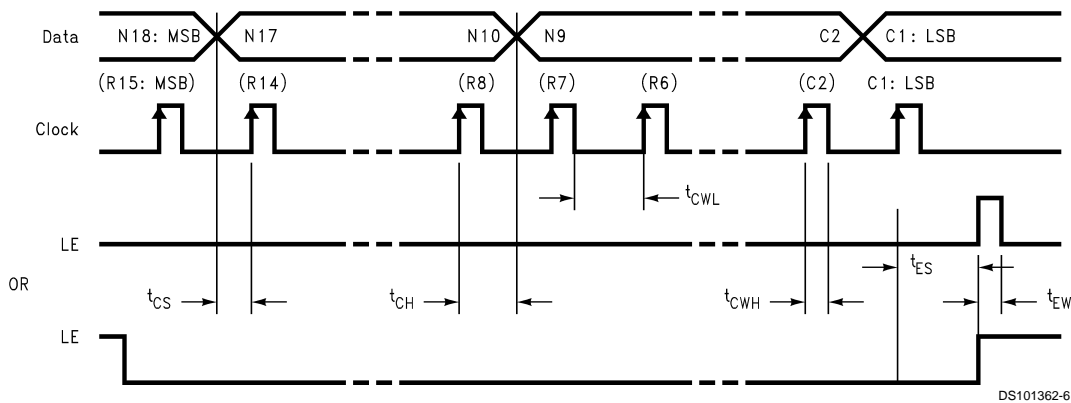 Data N18: MSB N17 N10 N9 C2 C1: LSB
(R15: MSB) (R14) (R8) (R7) (R6) (C2) C1: LSB
Clock
tCWL
LE
tES
OR
tCS tCH tCWH tEW
LE
DS101362-6